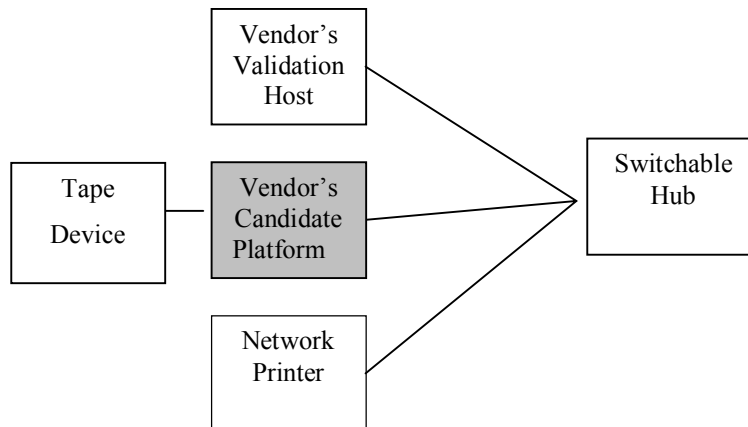 Vendor’s
Validation
Host
Tape
Device
Vendor’s
Candidate
Platform
Switchable
Hub
Network
Printer